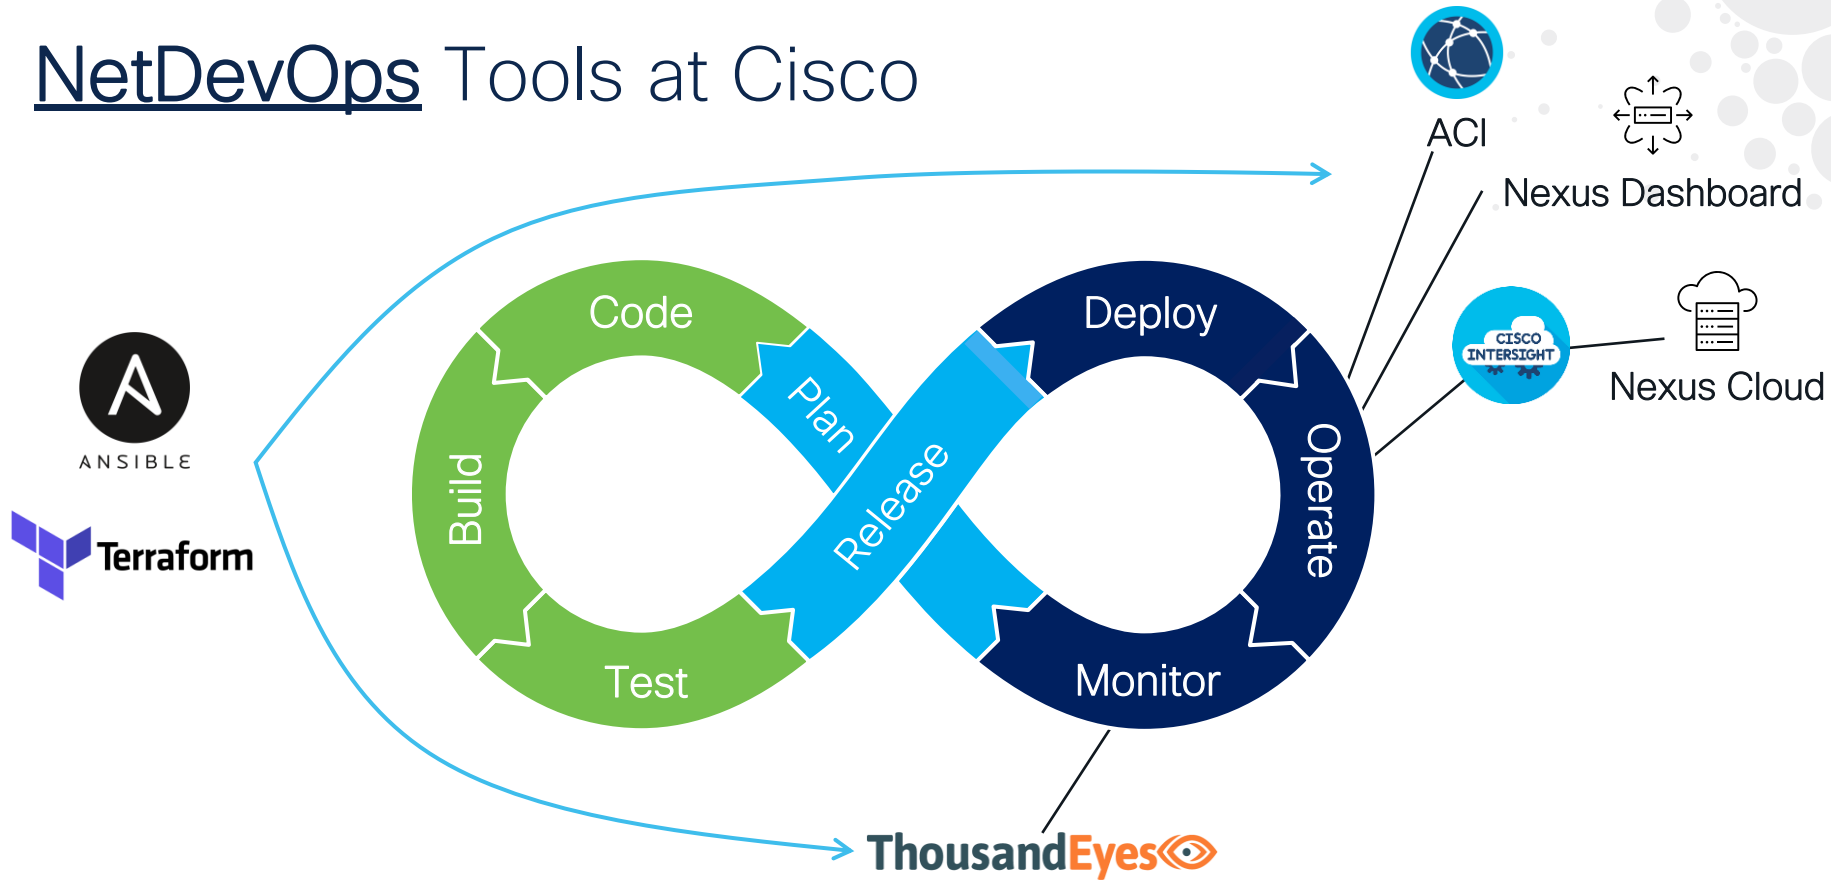 NetDevOps Tools at Cisco
ACI
Nexus Dashboard
CISCO
INTERSIGHT
Nexus Cloud
ANSIBLE
Terraform
Code
Plan
Build
Test
Release
Deploy
Operate
Monitor
ThousandEyes